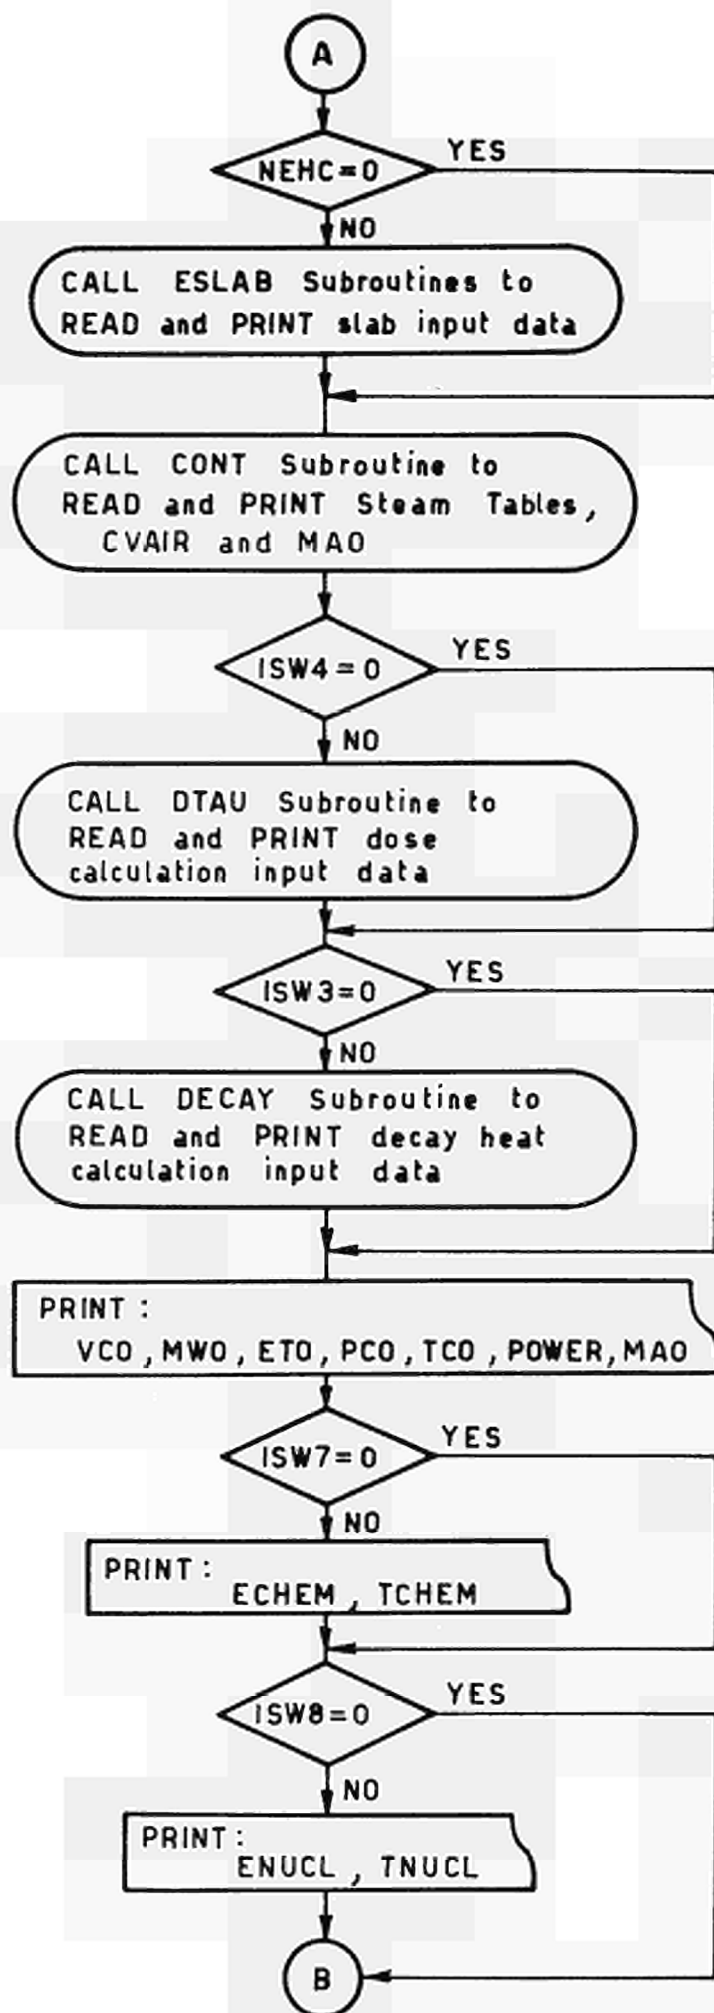 A
NEHC=0
YES
NO
CALL ESLAB Subroutines to
READ and PRINT slab input data
CALL CONT Subroutine to
READ and PRINT Steam Tables,
CVAIR and MAO
ISW4=0
YES
NO
CALL DTAU Subroutine to
READ and PRINT dose
calculation input data
ISW3=0
YES
NO
CALL DECAY Subroutine to
READ and PRINT decay heat
calculation input data
PRINT :
VCO, MWO, ETO, PCO, TCO, POWER, MAO
ISW7=0
YES
NO
PRINT :
ECHEM, TCHEM
ISW8=0
YES
NO
PRINT :
ENUCL, TNUCL
B